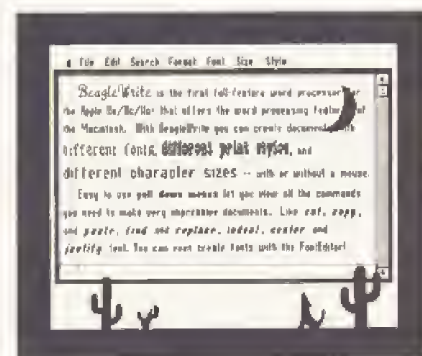 File Edit Search Format Font Size Style
BeagleWrite is the first full-feature word processor for
the Apple IIe/IIc/IIGS that offers the word processing features of
the Macintosh. With BeagleWrite you can create documents with
different fonts, different print styles, and
different character sizes -- with or without a mouse.
Easy to use pull down menus let you view all the commands
you need to make very impressive documents. Like cut, copy,
and paste, find and replace, indent, center and
justify text. You can even create fonts with the FontEditor!